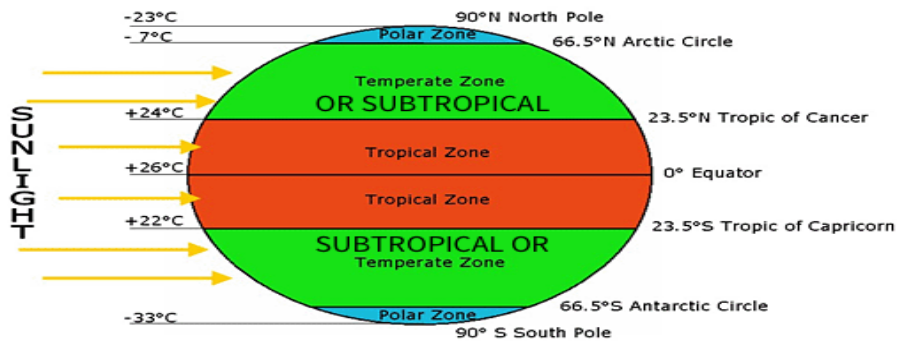 -23°C
90°N North Pole
Polar Zone
- 7°C
66.5°N Arctic Circle
Temperate Zone
OR SUBTROPICAL
SUNLIGHT
+24°C
23.5°N Tropic of Cancer
Tropical Zone
+26°C
0° Equator
Tropical Zone
+22°C
23.5°S Tropic of Capricorn
SUBTROPICAL OR
Temperate Zone
66.5°S Antarctic Circle
Polar Zone
-33°C
90° S South Pole